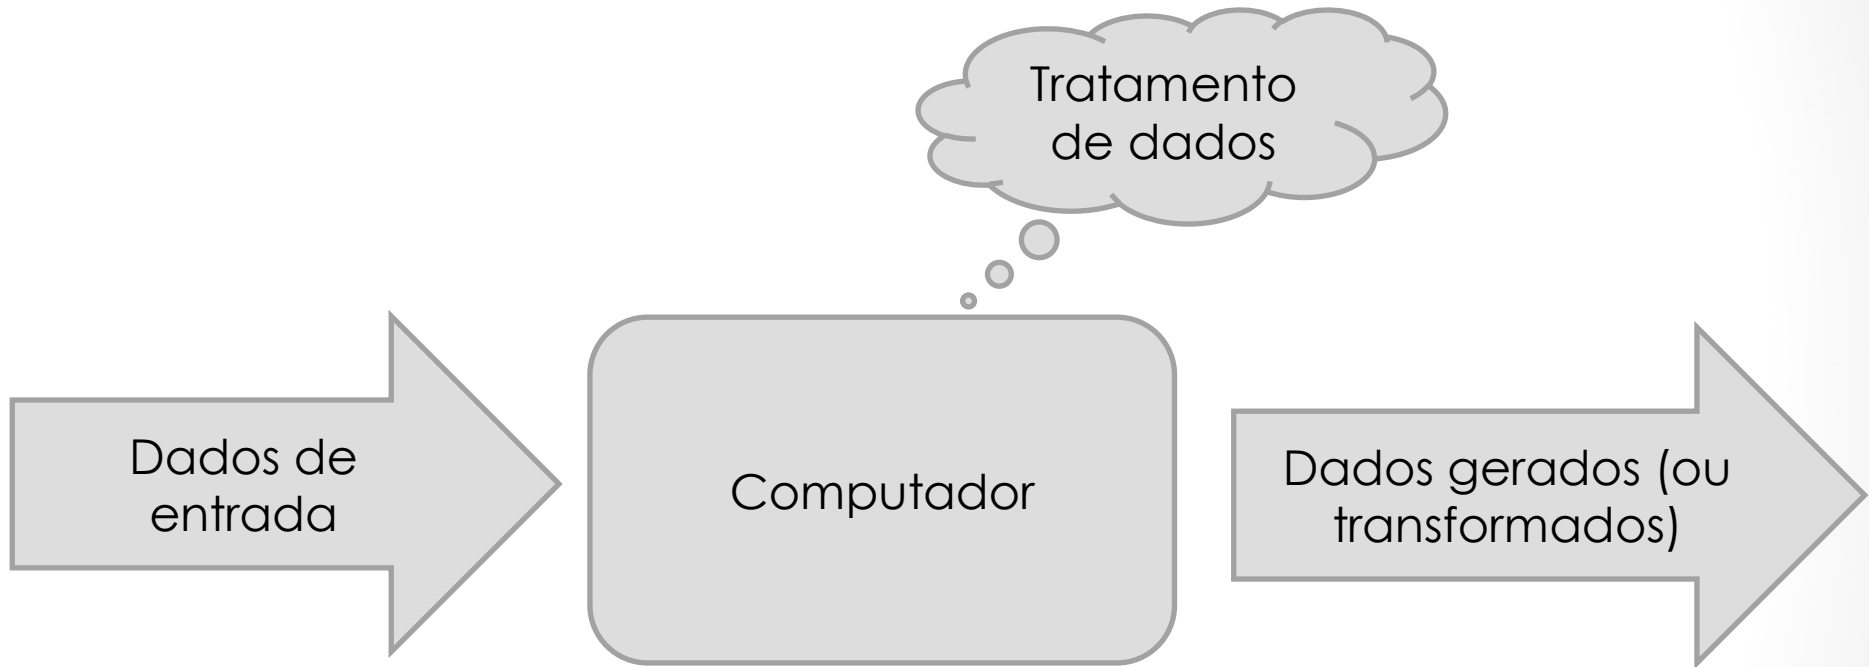 Tratamento
de dados
Dados de
entrada
Computador
Dados gerados (ou
transformados)